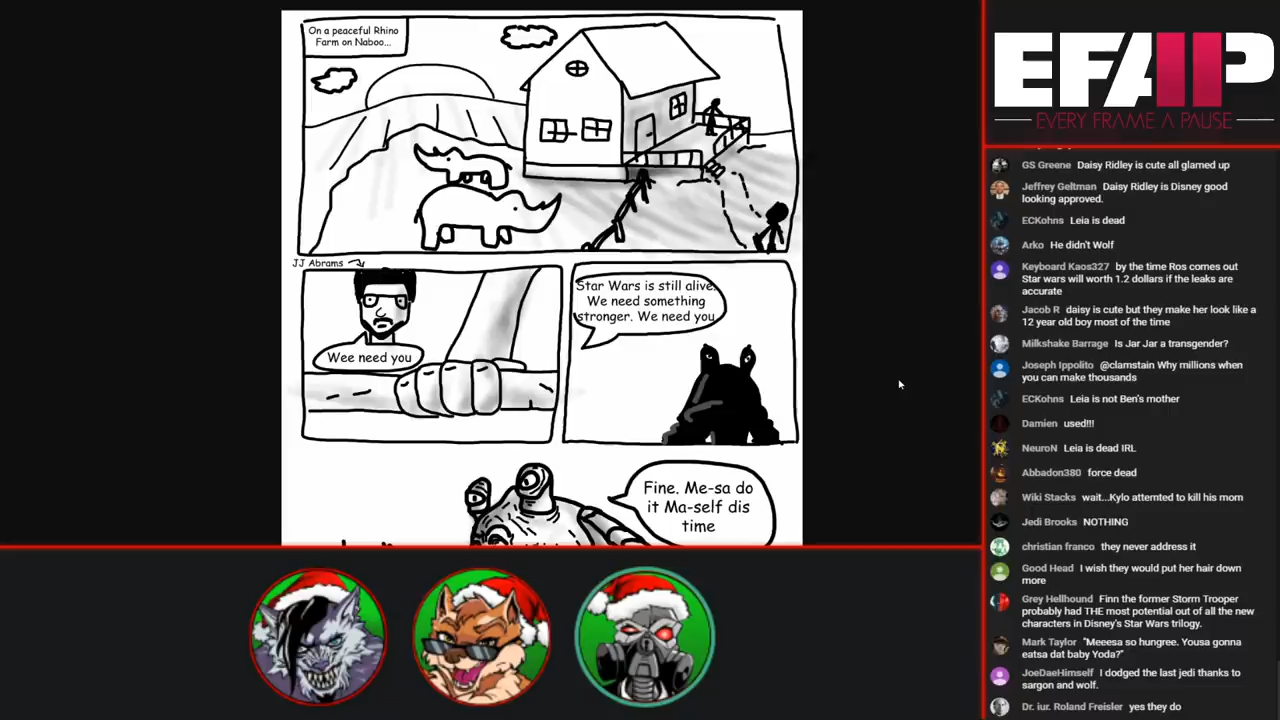 On a peaceful Rhino
Farm on Naboo...
JJ Abrams
Wee need you
Star Wars is still alive.
We need something
stronger. We need you
Fine. Me-sa do
it Ma-self dis
time
EFAP
EVERY FRAME A PAUSE
GS Greene Daisy Ridley is cute all glamed up
Jeffrey Geltman Daisy Ridley is Disney good
looking approved.
ECKohns Leia is dead
Arko He didn't Wolf
Keyboard Kaos327 by the time Ros comes out
Star wars will worth 1.2 dollars if the leaks are
accurate
Jacob R daisy is cute but they make her look like a
12 year old boy most of the time
Milkshake Barrage Is Jar Jar a transgender?
Joseph Ippolito @clamstain Why millions when
you can make thousands
ECKohns Leia is not Ben's mother
Damien used!!!
NeuroN Leia is dead IRL
Abbadon380 force dead
Wiki Stacks wait...Kylo attemted to kill his mom
Jedi Brooks NOTHING
christian franco they never address it
Good Head I wish they would put her hair down
more
Grey Hellhound Finn the former Storm Trooper
probably had THE most potential out of all the new
characters in Disney's Star Wars trilogy.
Mark Taylor "Meeesa so hungree. Yousa gonna
eatsa dat baby Yoda?"
JoeDaeHimself I dodged the last jedi thanks to
sargon and wolf.
Dr. iur. Roland Freisler yes they do